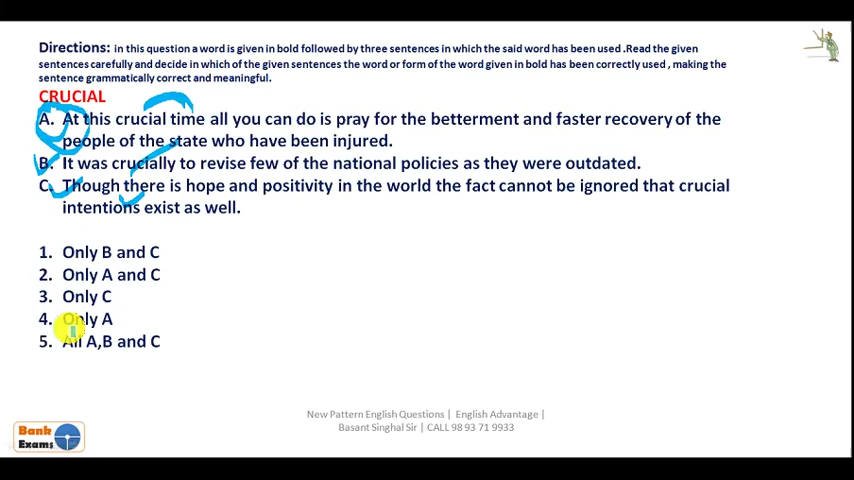 Directions: in this question a word is given in bold followed by three sentences in which the said word has been used .Read the given
sentences carefully and decide in which of the given sentences the word or form of the word given in bold has been correctly used , making the
sentence grammatically correct and meaningful.
CRUCIAL
A. At this crucial time all you can do is pray for the betterment and faster recovery of the
people of the state who have been injured.
B. It was crucially to revise few of the national policies as they were outdated.
C. Though there is hope and positivity in the world the fact cannot be ignored that crucial
intentions exist as well.
1. Only B and C
2. Only A and C
3. Only C
4. Only A
5. All A,B and C
New Pattern English Questions | English Advantage |
Basant Singhal Sir | CALL 98 93 71 9933
Bank
Exams